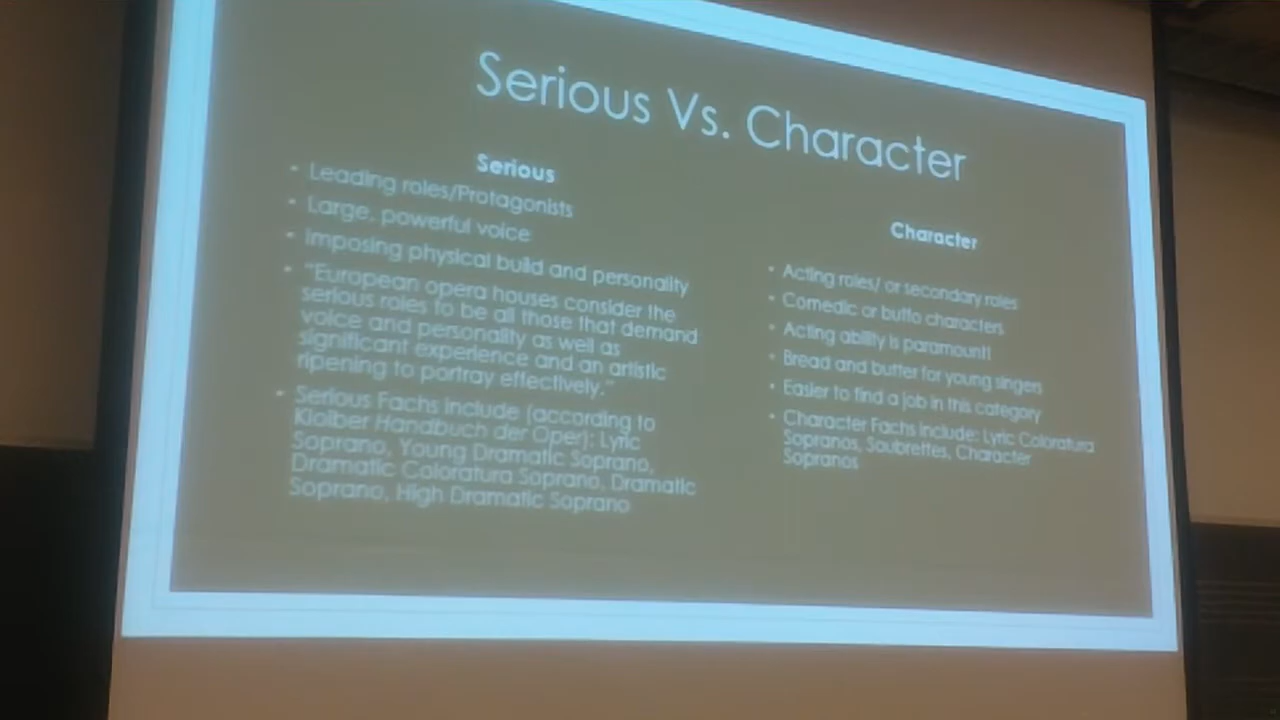 Serious Vs. Character
Serious
• Leading roles/Protagonists
• Large, powerful voice
• Imposing physical build and personality
• "European opera houses consider the
serious roles to be all those that demand
voice and personality as well as
significant experience and an artistic
ripening to portray effectively."
• Serious Fachs include (according to
Kloiber Handbuch der Oper): Lyric
Soprano, Young Dramatic Soprano,
Dramatic Coloratura Soprano, Dramatic
Soprano, High Dramatic Soprano
Character
• Acting roles/ or secondary roles
• Comedic or buffo characters
• Acting ability is paramount!
• Bread and butter for young singers
• Easier to find a job in this category
• Character Fachs include: Lyric Coloratura
Sopranos, Soubrettes, Character
Sopranos